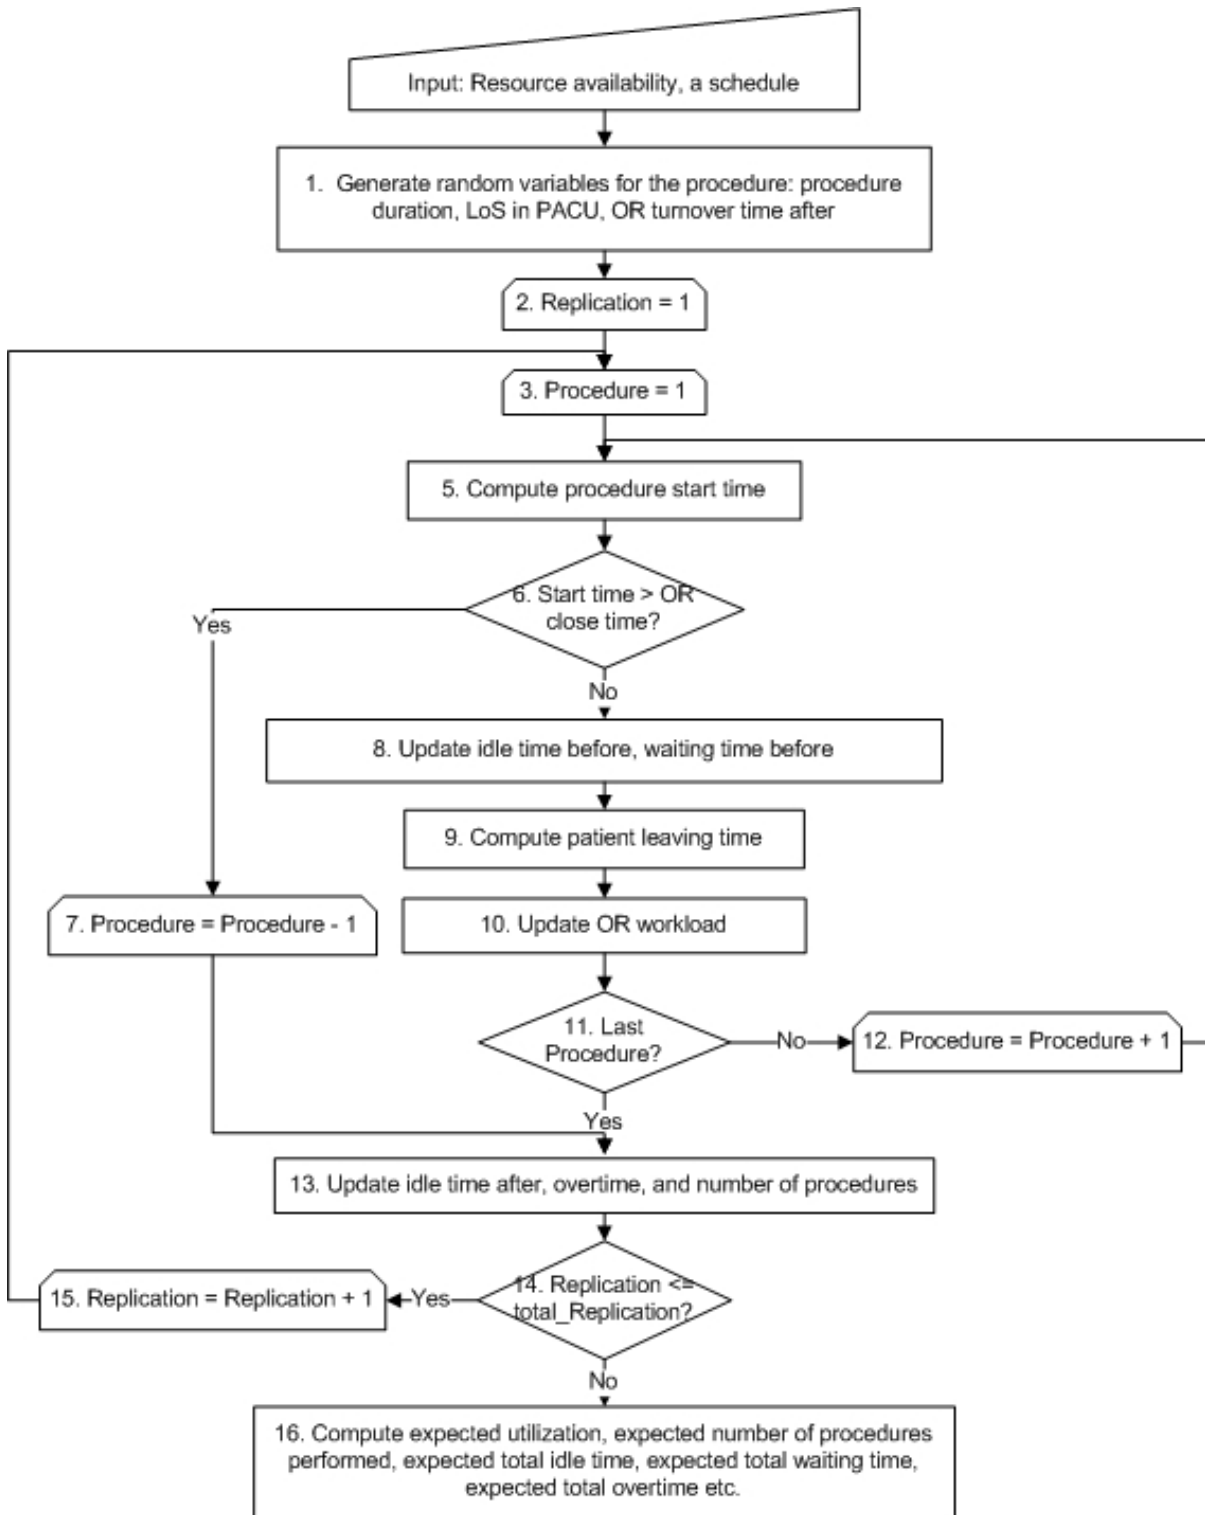 Input: Resource availability, a schedule
1. Generate random variables for the procedure: procedure
duration, LoS in PACU, OR turnover time after
2. Replication = 1
3. Procedure = 1
5. Compute procedure start time
6. Start time > OR
close time?
Yes
No
8. Update idle time before, waiting time before
9. Compute patient leaving time
7. Procedure = Procedure - 1
10. Update OR workload
11. Last
Procedure?
No
12. Procedure = Procedure + 1
Yes
13. Update idle time after, overtime, and number of procedures
14. Replication <=
total_Replication?
Yes
15. Replication = Replication + 1
No
16. Compute expected utilization, expected number of procedures
performed, expected total idle time, expected total waiting time,
expected total overtime etc.